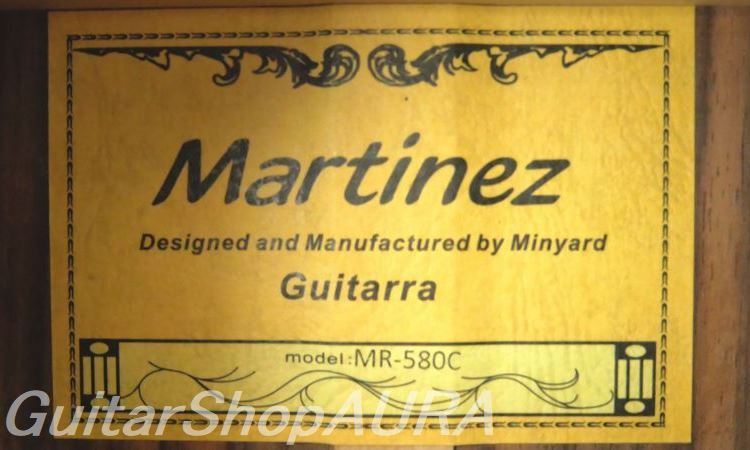 Martinez
Designed and Manufactured by Minyard
Guitarra
model:MR-580C
GuitarShopAURA